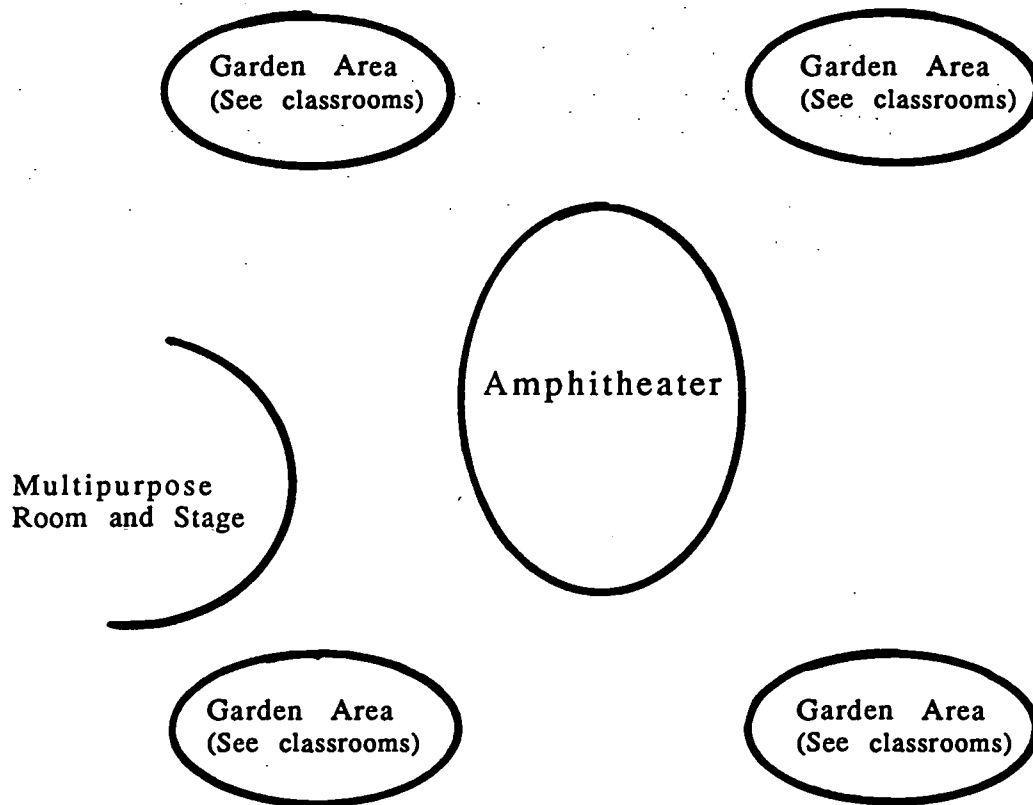 Garden Area
(See classrooms)
Garden Area
(See classrooms)
Amphitheater
Multipurpose
Room and Stage
Garden Area
(See classrooms)
Garden Area
(See classrooms)